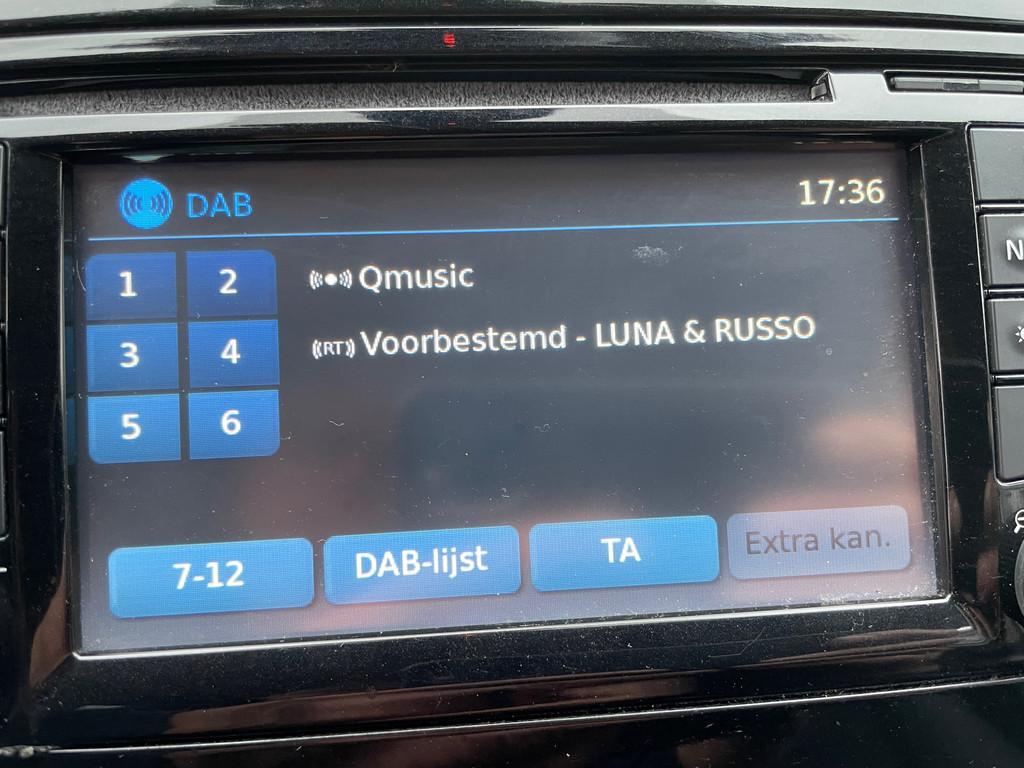 DAB 17:36
1 2
Qmusic
3 4
(RT) Voorbestemd - LUNA & RUSSO
5 6
7-12 DAB-lijst TA Extra kan.
N